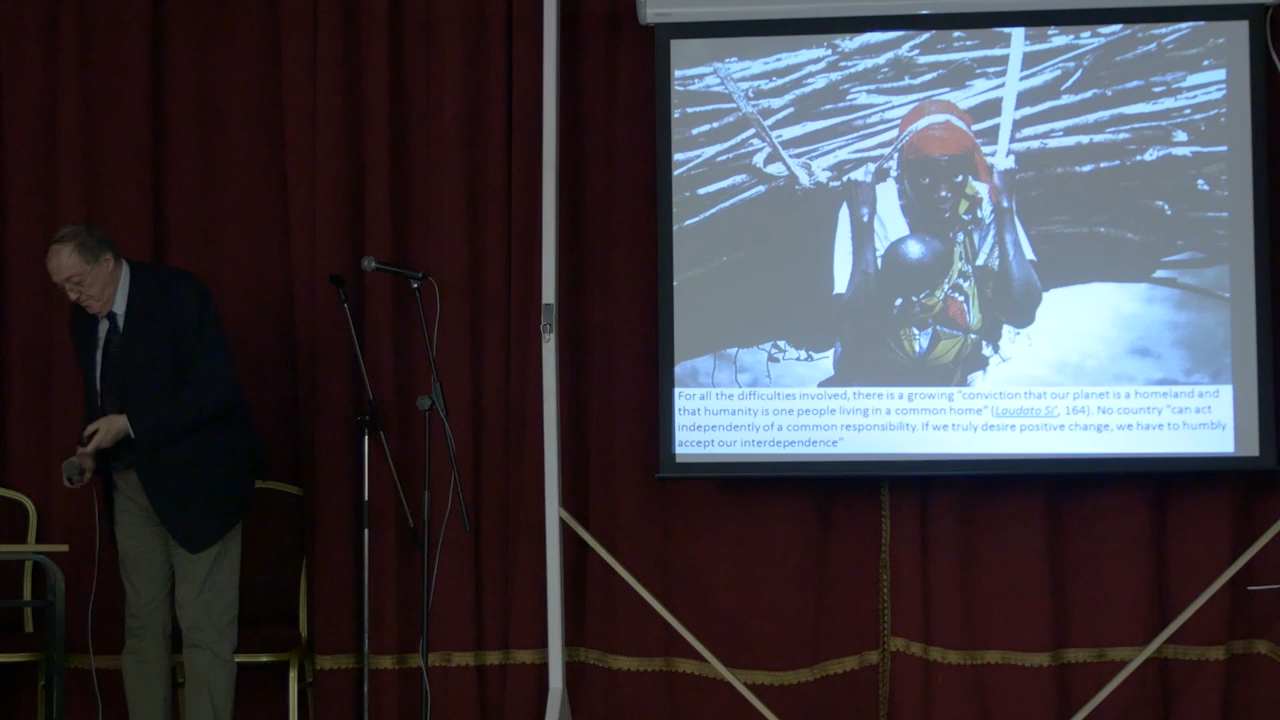 For all the difficulties involved, there is a growing "conviction that our planet is a homeland and
that humanity is one people living in a common home" (Laudato Si', 164). No country "can act
independently of a common responsibility. If we truly desire positive change, we have to humbly
accept our interdependence"